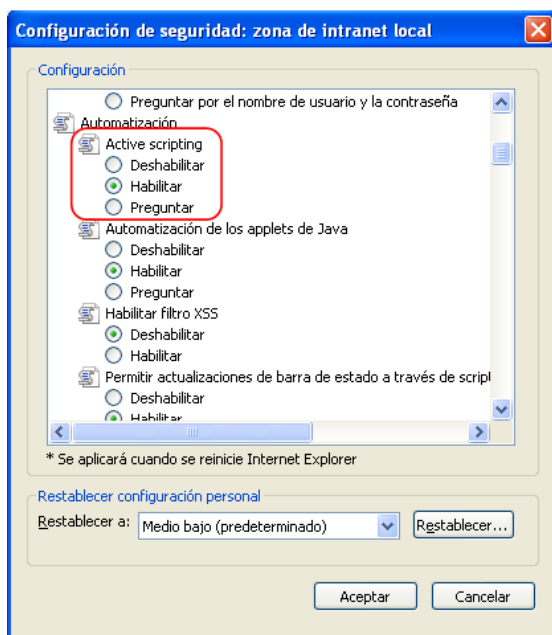 Configuración de seguridad: zona de intranet local
Configuración
Preguntar por el nombre de usuario y la contraseña
Automatización
Active scripting
Deshabilitar
Habilitar
Preguntar
Automatización de los applets de Java
Deshabilitar
Habilitar
Preguntar
Habilitar filtro XSS
Deshabilitar
Habilitar
Permitir actualizaciones de barra de estado a través de script
Deshabilitar
Habilitar
* Se aplicará cuando se reinicie Internet Explorer
Restablecer configuración personal
Restablecer a: Medio bajo (predeterminado) Restablecer...
Aceptar Cancelar